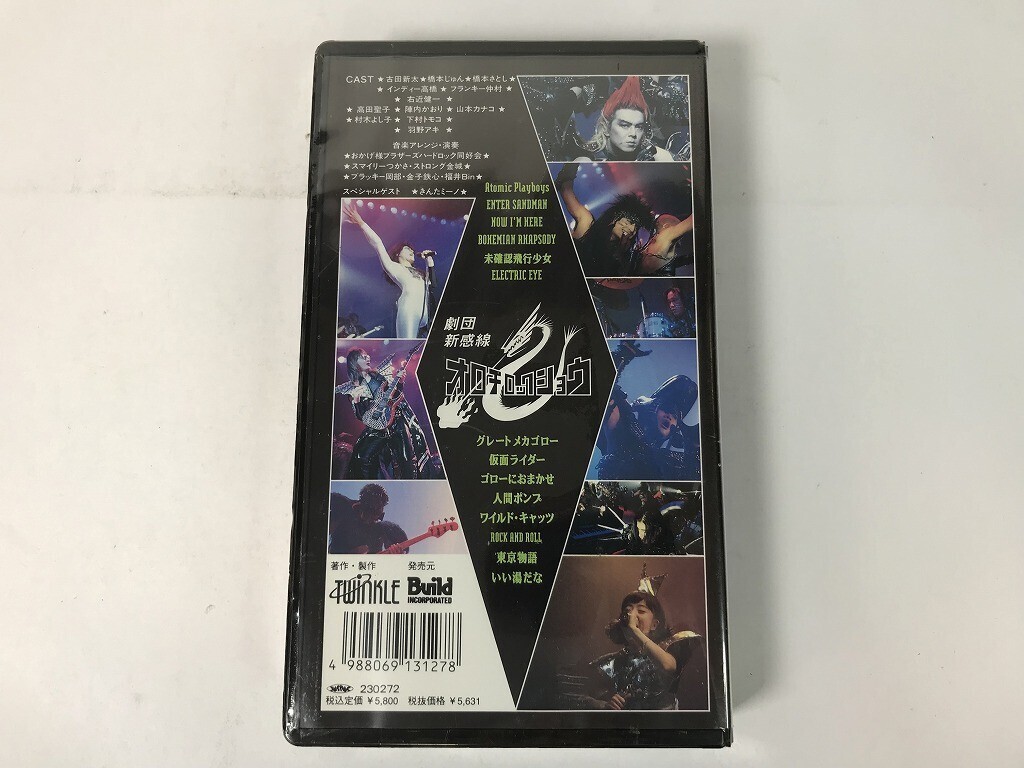 CAST ★古田新太★橋本じゅん★橋本さとし★
★ インディー高橋 ★ フランキー仲村 ★
★ 右近健一 ★
★ 高田聖子 ★ 陣内かおり ★ 山本カナコ ★
★ 村木よし子 ★ 下村トモコ ★
★ 羽野アキ ★
音楽アレンジ・演奏
★おかげ様ブラザーズハードロック同好会★
★スマイリーつかさ・ストロング金城★
★ブラッキー岡部・金子鉄心・福井Bin★
スペシャルゲスト ★きんたミーノ★
Atomic Playboys
ENTER SANDMAN
NOW I'M HERE
BOHEMIAN RHAPSODY
未確認飛行少女
ELECTRIC EYE
劇団
新感線
オロチロックショウ
グレートメカゴロー
仮面ライダー
ゴローにおまかせ
人間ポンプ
ワイルド・キャッツ
ROCK AND ROLL
東京物語
いい湯だな
著作・製作 発売元
TWINKLE Build
INCORPORATED
4 988069 131278
230272
税込定価 ¥5,800 税抜価格 ¥5,631